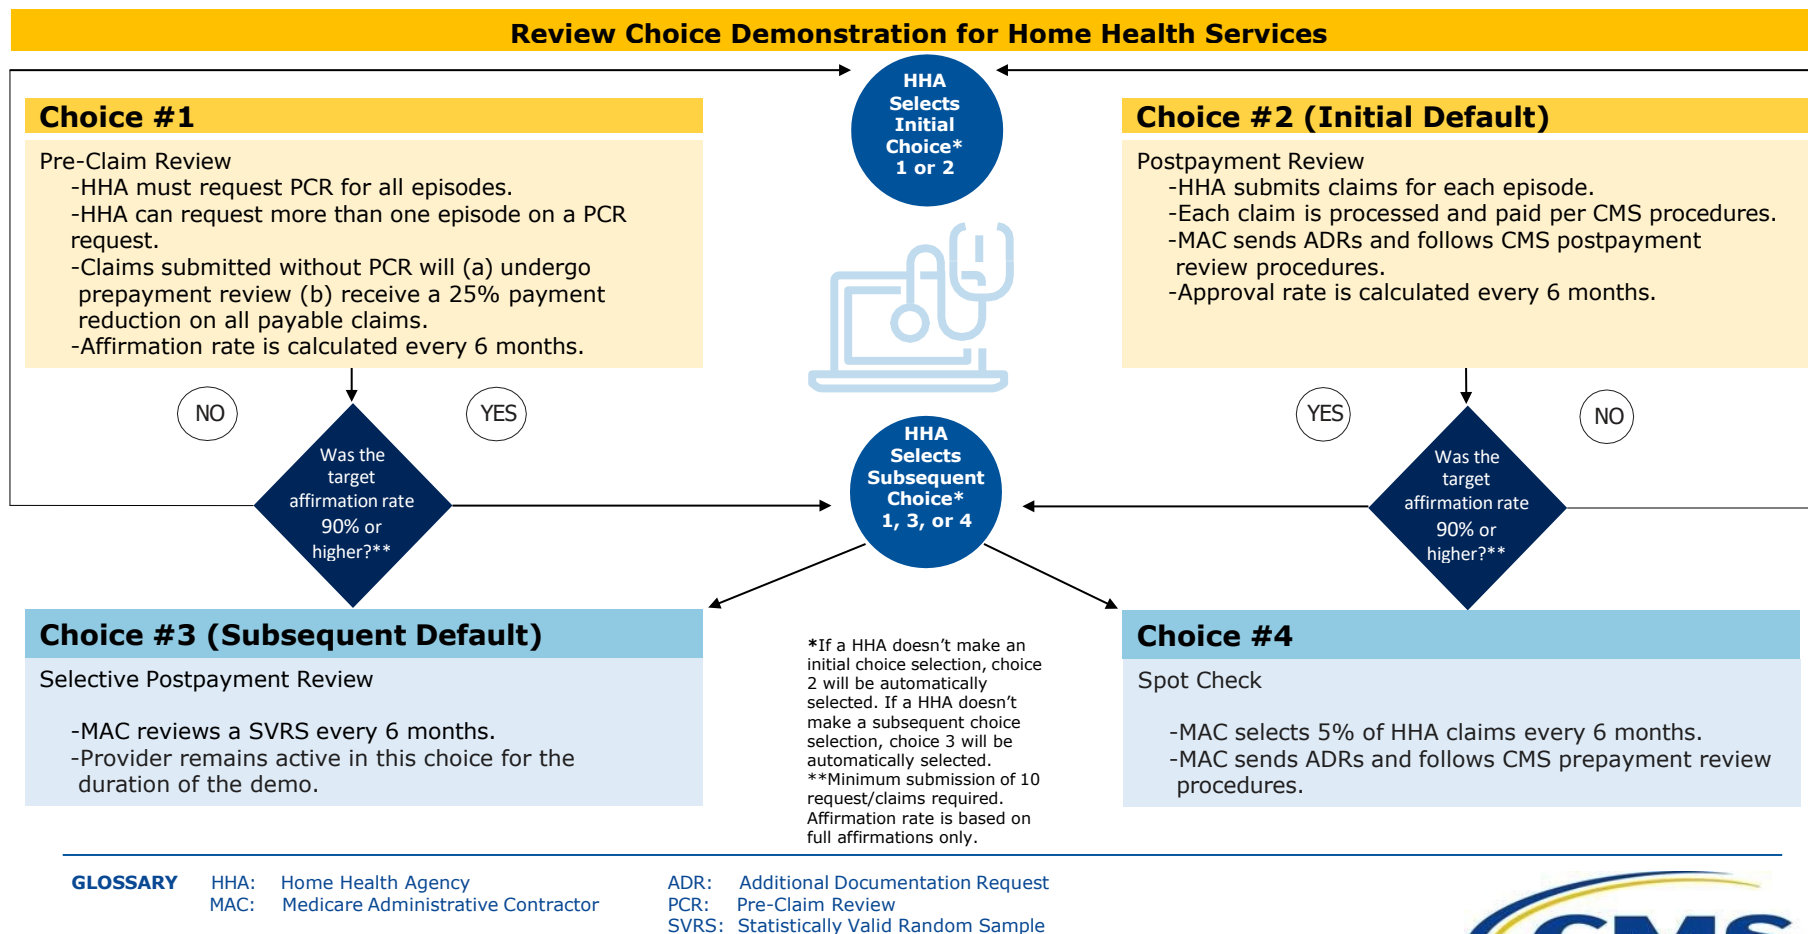 Review Choice Demonstration for Home Health Services
HHA
Selects
Initial
Choice*
1 or 2
Choice #1
Pre-Claim Review
-HHA must request PCR for all episodes.
-HHA can request more than one episode on a PCR
request.
-Claims submitted without PCR will (a) undergo
prepayment review (b) receive a 25% payment
reduction on all payable claims.
-Affirmation rate is calculated every 6 months.
Choice #2 (Initial Default)
Postpayment Review
-HHA submits claims for each episode.
-Each claim is processed and paid per CMS procedures.
-MAC sends ADRs and follows CMS postpayment
review procedures.
-Approval rate is calculated every 6 months.
NO
YES
Was the
target
affirmation rate
90% or
higher?**
HHA
Selects
Subsequent
Choice*
1, 3, or 4
YES
NO
Was the
target
affirmation rate
90% or
higher?**
Choice #3 (Subsequent Default)
Selective Postpayment Review
-MAC reviews a SVRS every 6 months.
-Provider remains active in this choice for the
duration of the demo.
*If a HHA doesn’t make an
initial choice selection, choice
2 will be automatically
selected. If a HHA doesn’t
make a subsequent choice
selection, choice 3 will be
automatically selected.
**Minimum submission of 10
request/claims required.
Affirmation rate is based on
full affirmations only.
Choice #4
Spot Check
-MAC selects 5% of HHA claims every 6 months.
-MAC sends ADRs and follows CMS prepayment review
procedures.
GLOSSARY
HHA: Home Health Agency
MAC: Medicare Administrative Contractor
ADR: Additional Documentation Request
PCR: Pre-Claim Review
SVRS: Statistically Valid Random Sample
CMS